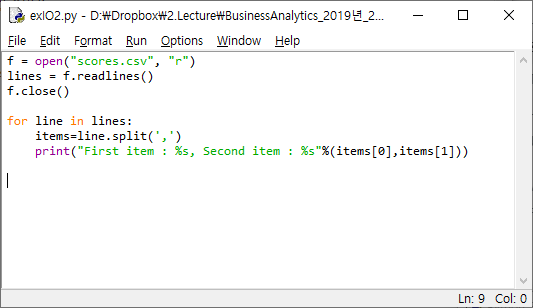 exIO2.py - D:₩Dropbox₩2.Lecture₩BusinessAnalytics_2019년_2...
File Edit Format Run Options Window Help
f = open("scores.csv", "r")
lines = f.readlines()
f.close()
for line in lines:
    items=line.split(',')
    print("First item : %s, Second item : %s"%(items[0],items[1]))
Ln: 9 Col: 0